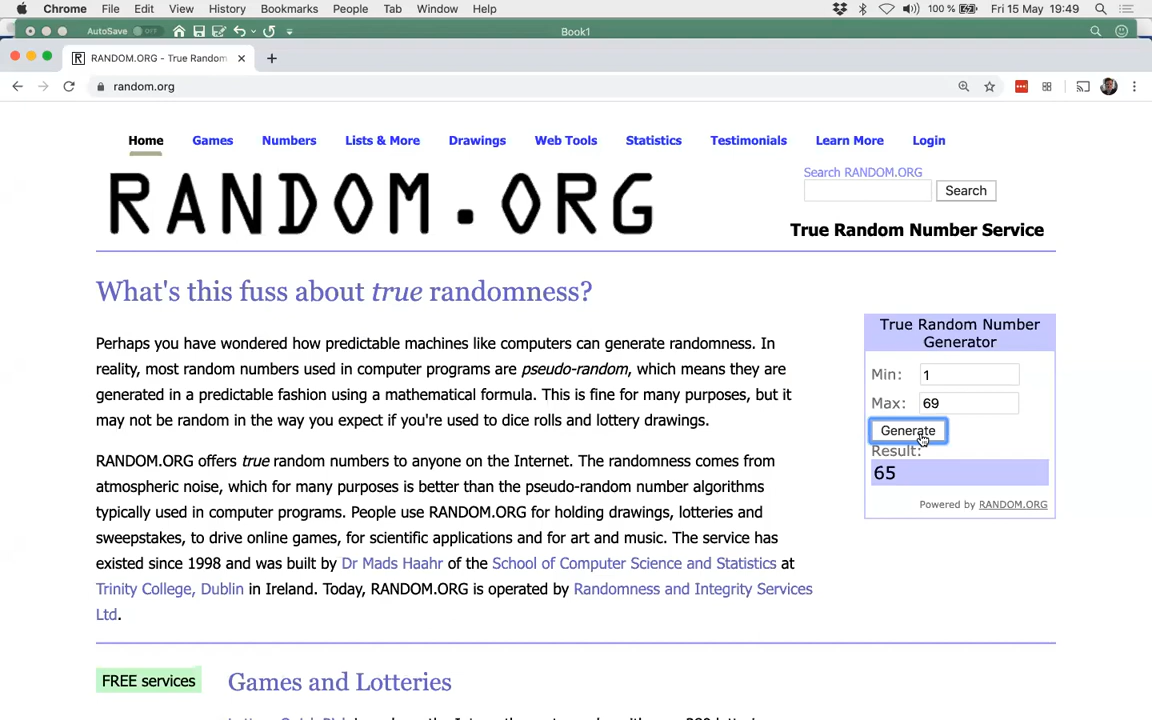 Chrome File Edit View History Bookmarks People Tab Window Help 100 % Fri 15 May 19:49
AutoSave OFF Book1
RANDOM.ORG - True Random
random.org
Home Games Numbers Lists & More Drawings Web Tools Statistics Testimonials Learn More Login
Search RANDOM.ORG
Search
RANDOM.ORG
True Random Number Service
What's this fuss about true randomness?
Perhaps you have wondered how predictable machines like computers can generate randomness. In
reality, most random numbers used in computer programs are pseudo-random, which means they are
generated in a predictable fashion using a mathematical formula. This is fine for many purposes, but it
may not be random in the way you expect if you're used to dice rolls and lottery drawings.
RANDOM.ORG offers true random numbers to anyone on the Internet. The randomness comes from
atmospheric noise, which for many purposes is better than the pseudo-random number algorithms
typically used in computer programs. People use RANDOM.ORG for holding drawings, lotteries and
sweepstakes, to drive online games, for scientific applications and for art and music. The service has
existed since 1998 and was built by Dr Mads Haahr of the School of Computer Science and Statistics at
Trinity College, Dublin in Ireland. Today, RANDOM.ORG is operated by Randomness and Integrity Services
Ltd.
True Random Number
Generator
Min: 1
Max: 69
Generate
Result:
65
Powered by RANDOM.ORG
FREE services
Games and Lotteries